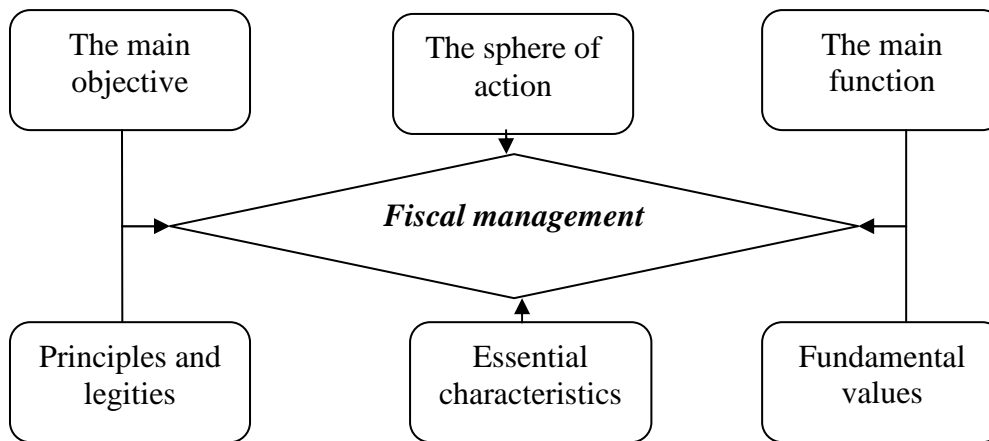 The main
objective
The sphere of
action
The main
function
Fiscal management
Principles and
legities
Essential
characteristics
Fundamental
values